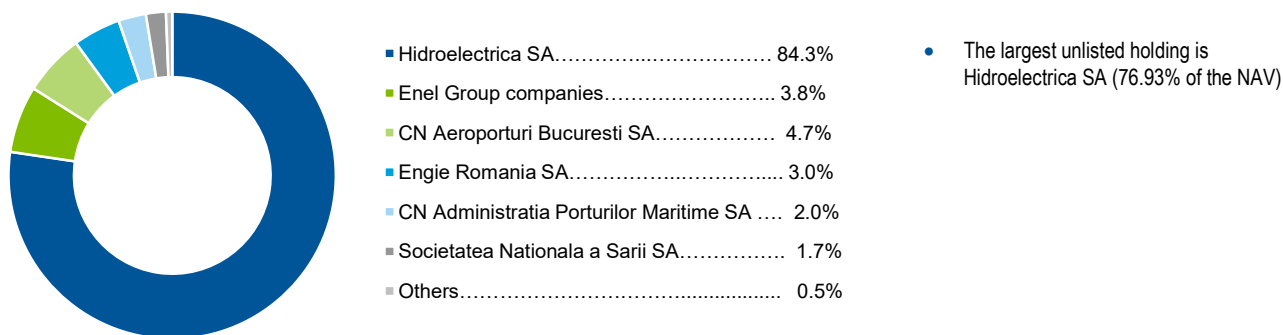 Hidroelectrica SA…………...……………… 84.3%
Enel Group companies…………………….. 3.8%
CN Aeroporturi Bucuresti SA……………… 4.7%
Engie Romania SA……………..………….... 3.0%
CN Administratia Porturilor Maritime SA …. 2.0%
Societatea Nationala a Sarii SA……………. 1.7%
Others…………………………….................. 0.5%
• The largest unlisted holding is
Hidroelectrica SA (76.93% of the NAV)